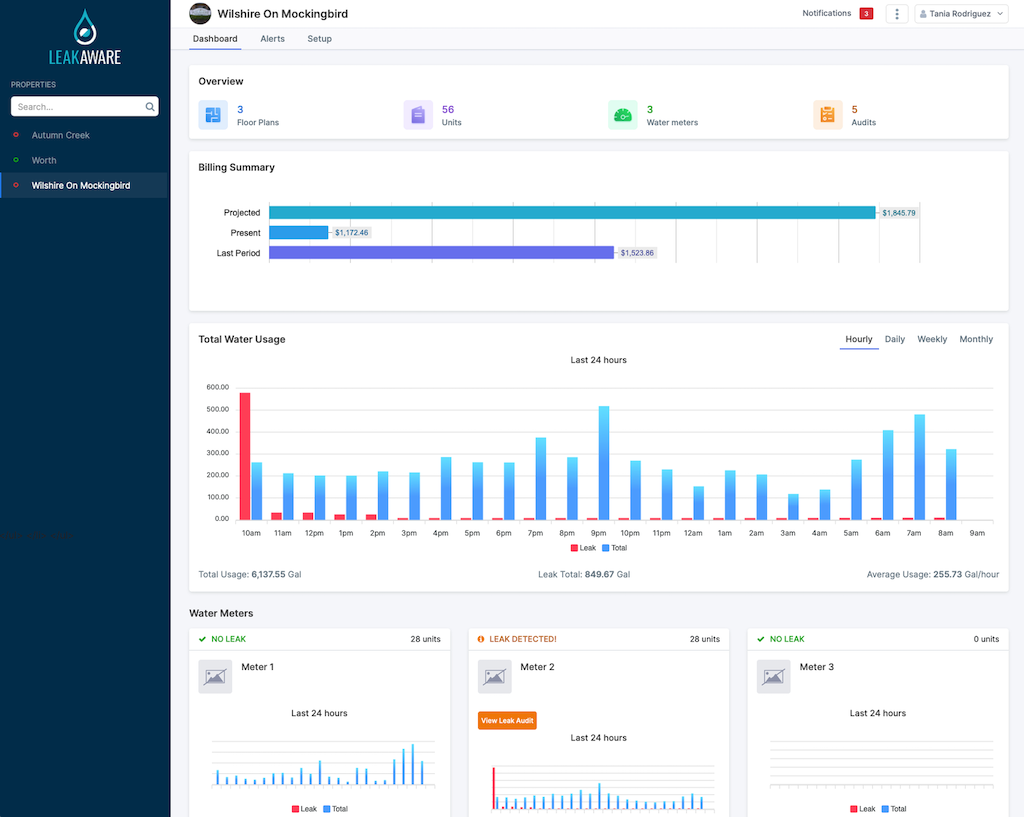 LEAKAWARE
PROPERTIES
Search...
Autumn Creek
Worth
Wilshire On Mockingbird
Wilshire On Mockingbird
Notifications 3
Tania Rodriguez
Dashboard Alerts Setup
Overview
3
Floor Plans
56
Units
3
Water meters
5
Audits
Billing Summary
Projected $1,845.79
Present $1,172.46
Last Period $1,523.86
Total Water Usage
Hourly Daily Weekly Monthly
Last 24 hours
600.00
500.00
400.00
300.00
200.00
100.00
0.00
10am 11am 12pm 1pm 2pm 3pm 4pm 5pm 6pm 7pm 8pm 9pm 10pm 11pm 12am 1am 2am 3am 4am 5am 6am 7am 8am 9am
Leak Total
Total Usage: 6,137.55 Gal
Leak Total: 849.67 Gal
Average Usage: 255.73 Gal/hour
Water Meters
NO LEAK 28 units
Meter 1
Last 24 hours
Leak Total
LEAK DETECTED! 28 units
Meter 2
View Leak Audit
Last 24 hours
NO LEAK 0 units
Meter 3
Last 24 hours
Leak Total